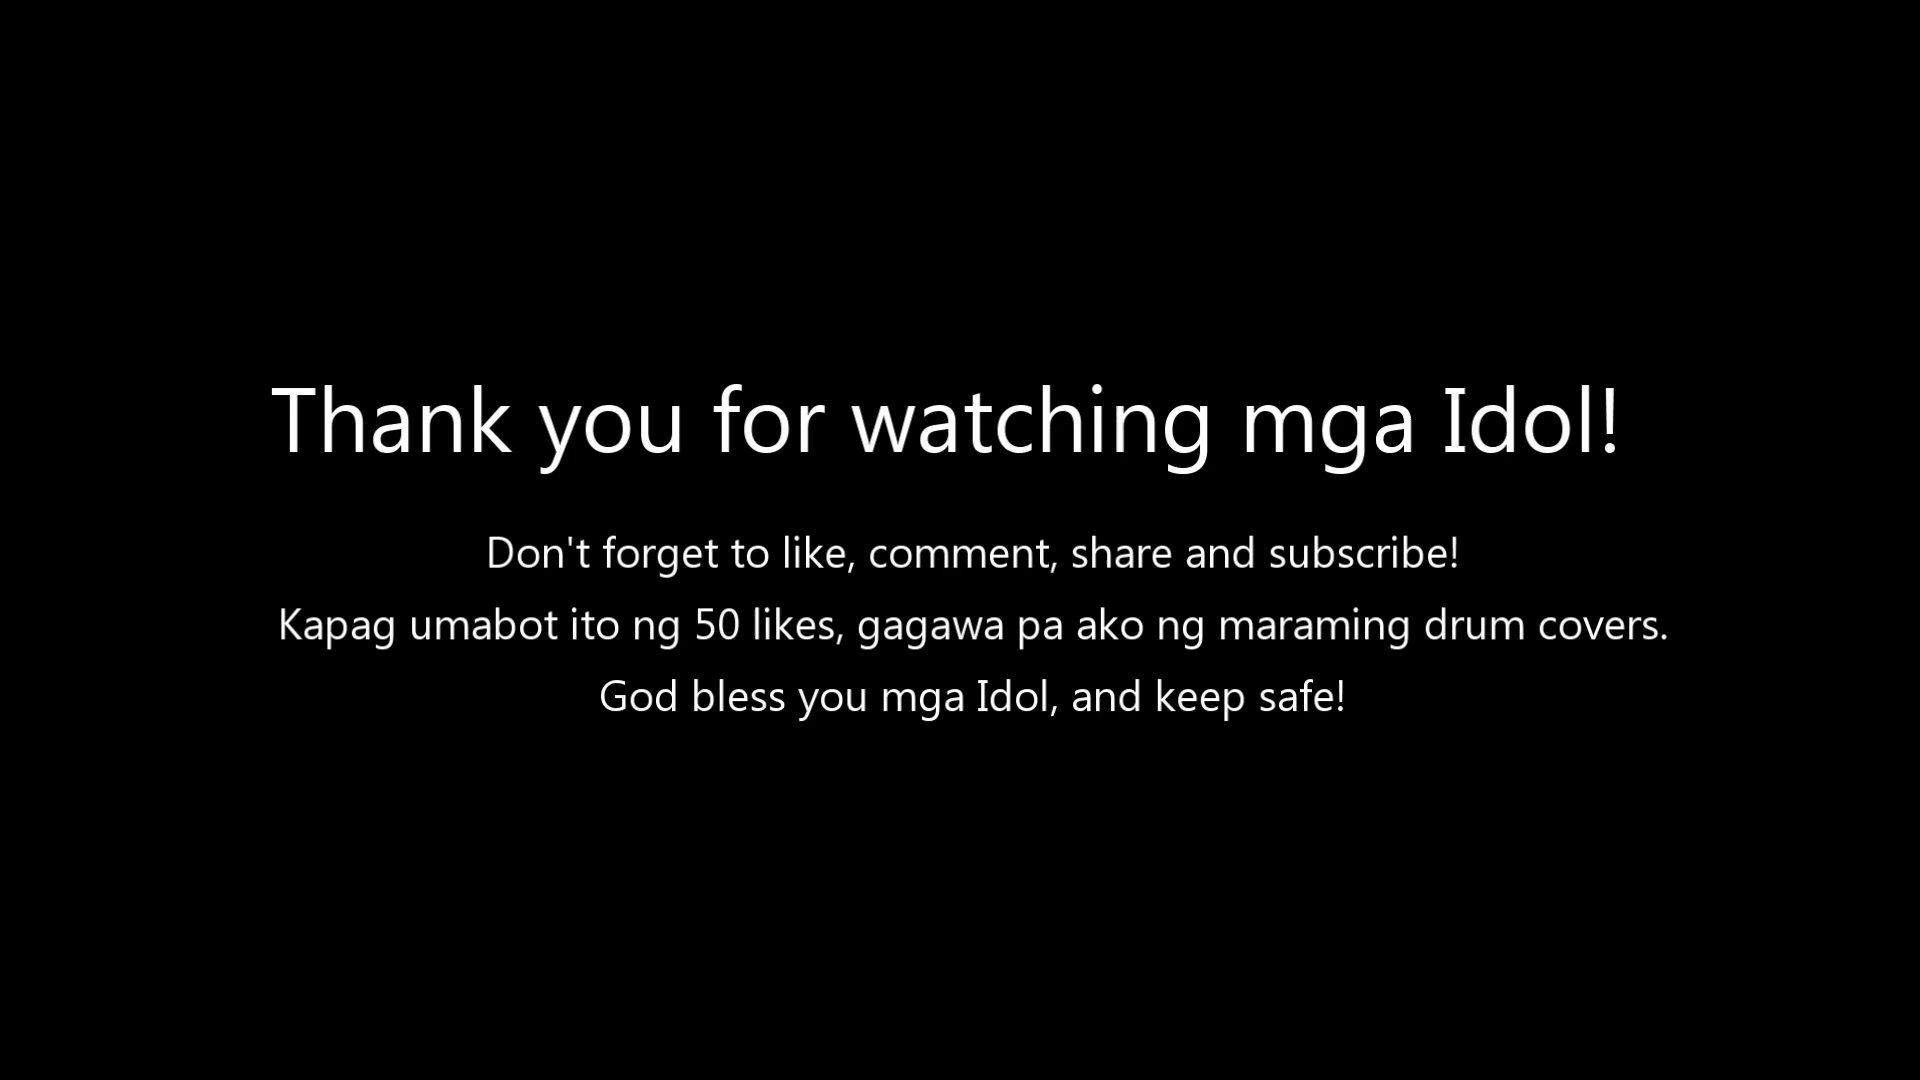 Thank you for watching mga Idol!
Don't forget to like, comment, share and subscribe!
Kapag umabot ito ng 50 likes, gagawa pa ako ng maraming drum covers.
God bless you mga Idol, and keep safe!